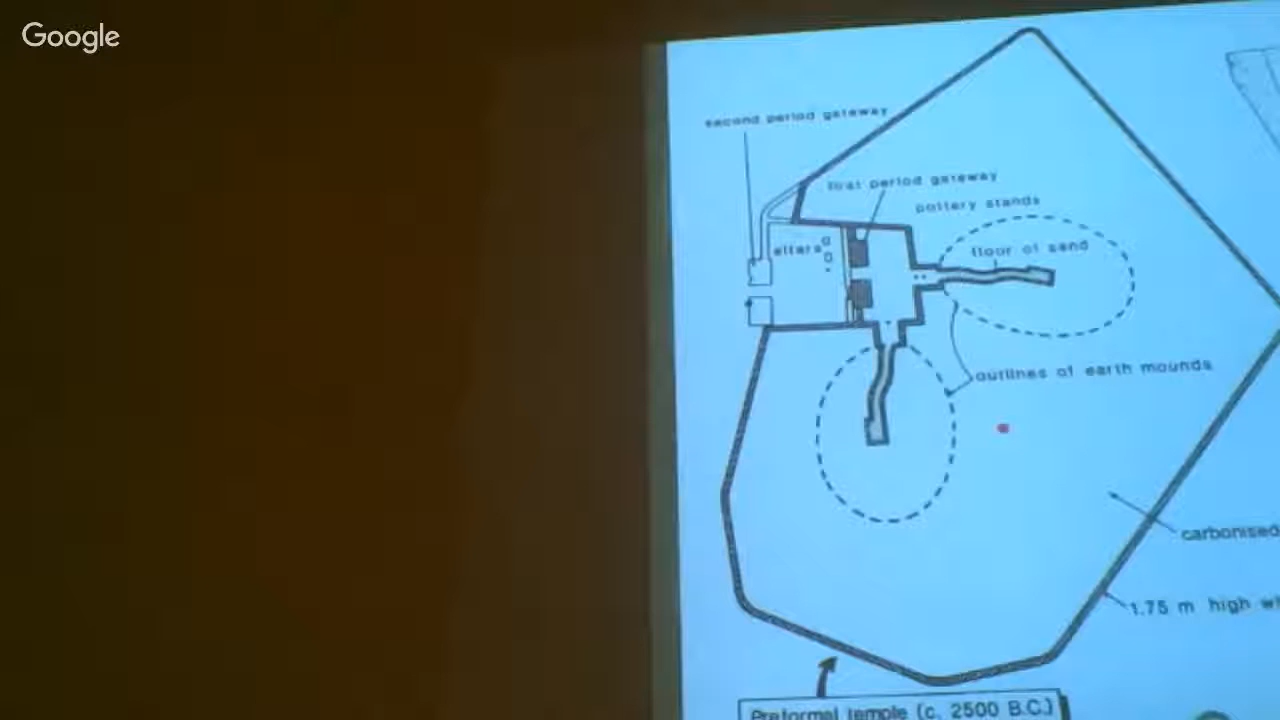 Google
second period gateway
first period gateway
pottery stands
altars
floor of sand
outlines of earth mounds
carbonised
1.75 m high
Preformal temple (c. 2500 B.C.)